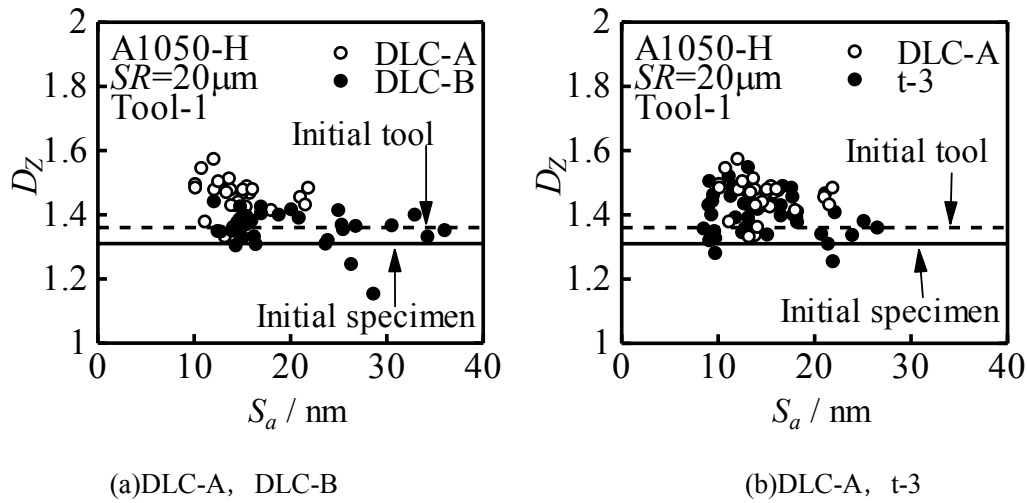 2
A1050-H
DLC-A
1.8
SR=20μm
DLC-B
Tool-1
Initial tool
1.6
D_Z
1.4
1.2
Initial specimen
1
0 10 20 30 40
S_a / nm
(a)DLC-A, DLC-B
2
A1050-H
DLC-A
1.8
SR=20μm
t-3
Tool-1
Initial tool
1.6
D_Z
1.4
1.2
Initial specimen
1
0 10 20 30 40
S_a / nm
(b)DLC-A, t-3